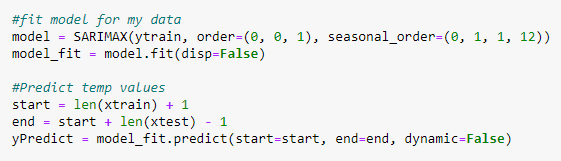 #fit model for my data
model = SARIMAX(ytrain, order=(0, 0, 1), seasonal_order=(0, 1, 1, 12))
model_fit = model.fit(disp=False)
#Predict temp values
start = len(xtrain) + 1
end = start + len(xtest) - 1
yPredict = model_fit.predict(start=start, end=end, dynamic=False)